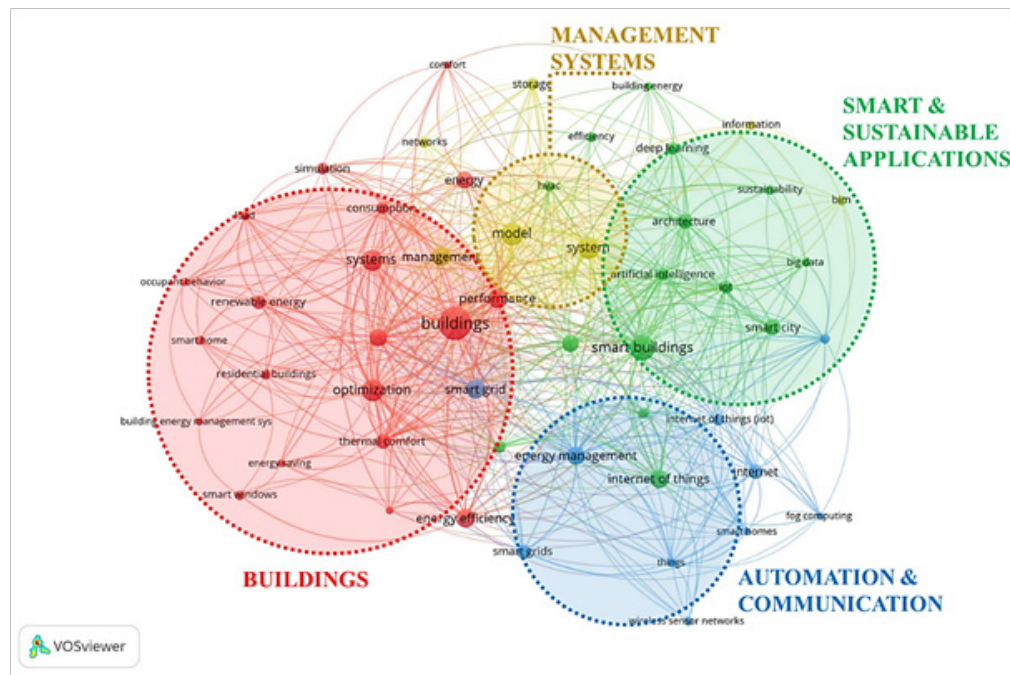 MANAGEMENT
SYSTEMS
comfort
storage
building energy
SMART &
SUSTAINABLE
APPLICATIONS
information
networks
efficiency
deep learning
simulation
energy
hvac
sustainability
bim
load
consumption
architecture
model
system
systems
management
big data
artificial intelligence
iot
occupant behavior
renewable energy
performance
buildings
smart city
smart home
smart buildings
residential buildings
optimization
smart grid
building energy management sys
internet of things (iot)
thermal comfort
energy management
energy saving
internet
internet of things
smart windows
energy efficiency
fog computing
smart homes
smart grids
things
BUILDINGS
AUTOMATION &
COMMUNICATION
wireless sensor networks
VOSviewer